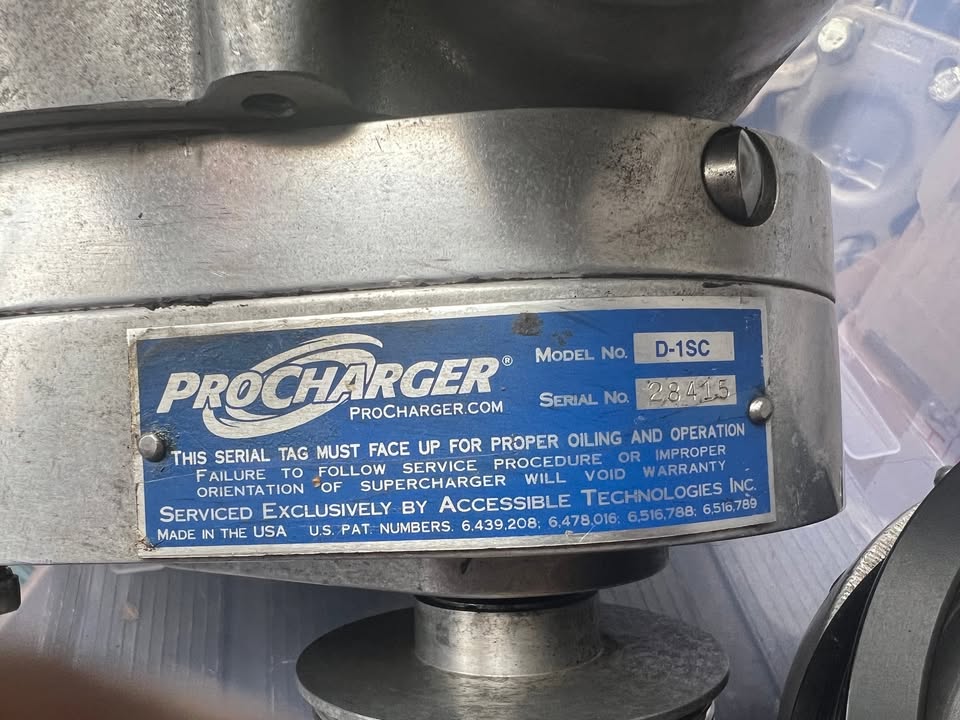 PROCHARGER®
PROCHARGER.COM
MODEL NO. D-1SC
SERIAL NO. 28415
THIS SERIAL TAG MUST FACE UP FOR PROPER OILING AND OPERATION
FAILURE TO FOLLOW SERVICE PROCEDURE OR IMPROPER
ORIENTATION OF SUPERCHARGER WILL VOID WARRANTY
SERVICED EXCLUSIVELY BY ACCESSIBLE TECHNOLOGIES INC.
MADE IN THE USA U.S. PAT. NUMBERS. 6,439,208; 6,478,016; 6,516,788; 6,516,789